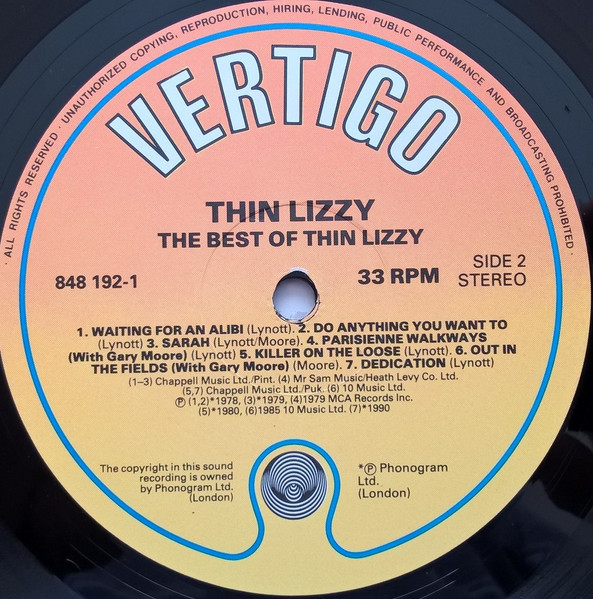 · ALL RIGHTS RESERVED · UNAUTHORIZED COPYING, REPRODUCTION, HIRING, LENDING, PUBLIC PERFORMANCE AND BROADCASTING PROHIBITED ·
VERTIGO
THIN LIZZY
THE BEST OF THIN LIZZY
848 192-1
33 RPM
SIDE 2
STEREO
1. WAITING FOR AN ALIBI (Lynott). 2. DO ANYTHING YOU WANT TO
(Lynott) 3. SARAH (Lynott/Moore). 4. PARISIENNE WALKWAYS
(With Gary Moore) (Lynott) 5. KILLER ON THE LOOSE (Lynott). 6. OUT IN
THE FIELDS (With Gary Moore) (Moore). 7. DEDICATION (Lynott)
(1–3) Chappell Music Ltd./Pint. (4) Mr Sam Music/Heath Levy Co. Ltd.
(5,7) Chappell Music Ltd./Puk. (6) 10 Music Ltd.
℗ (1,2)*1978, (3)*1979, (4)1979 MCA Records Inc.
(5)*1980, (6)1985 10 Music Ltd. (7)*1990
The copyright in this sound
recording is owned
by Phonogram Ltd.
(London)
*℗ Phonogram
Ltd.
(London)